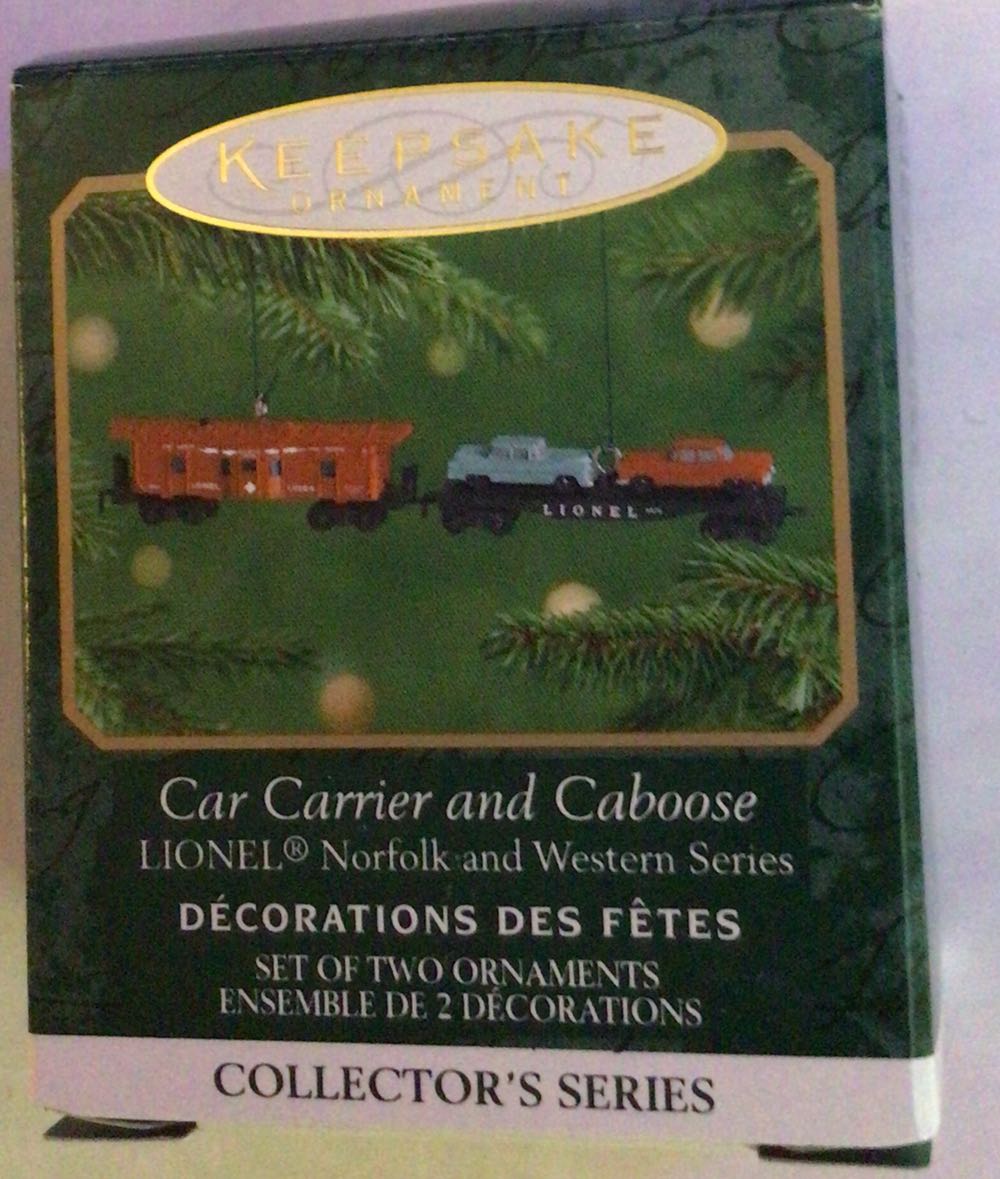 KEEPSAKE
ORNAMENT
LIONEL
LIONEL
Car Carrier and Caboose
LIONEL® Norfolk and Western Series
DÉCORATIONS DES FÊTES
SET OF TWO ORNAMENTS
ENSEMBLE DE 2 DÉCORATIONS
COLLECTOR'S SERIES